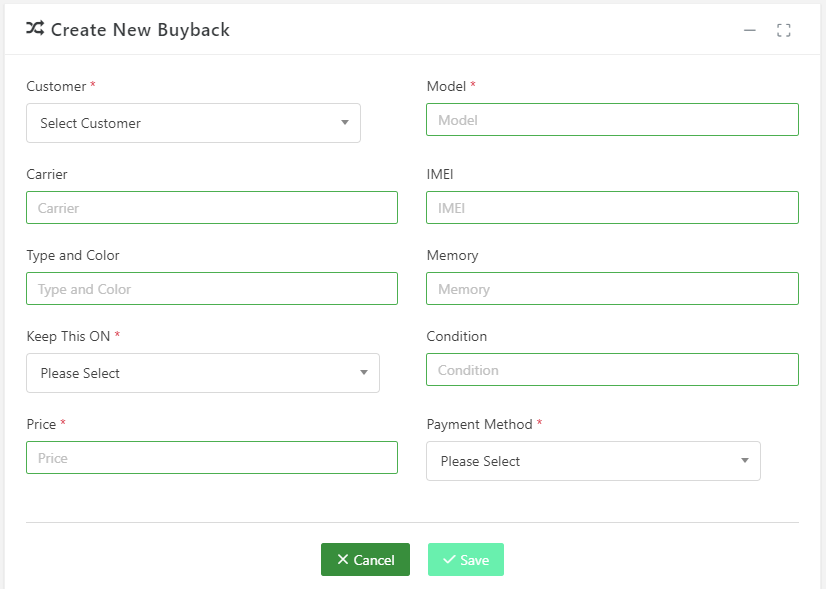 Create New Buyback
Customer * Model *
Select Customer Model
Carrier IMEI
Carrier IMEI
Type and Color Memory
Type and Color Memory
Keep This ON * Condition
Please Select Condition
Price * Payment Method *
Price Please Select
Cancel Save